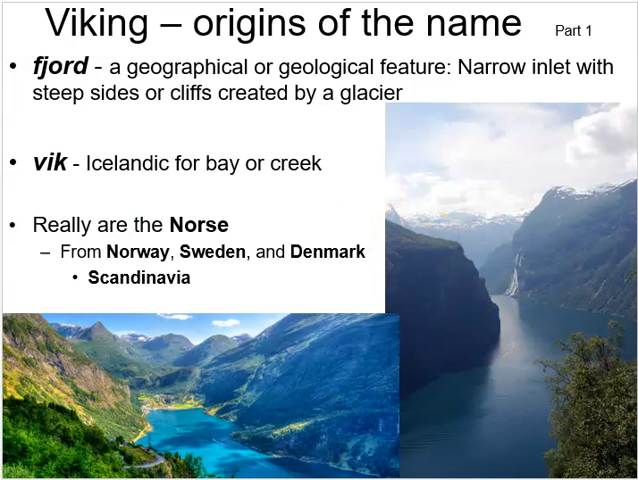 Viking – origins of the name Part 1
• fjord - a geographical or geological feature: Narrow inlet with
steep sides or cliffs created by a glacier
• vik - Icelandic for bay or creek
• Really are the Norse
– From Norway, Sweden, and Denmark
• Scandinavia